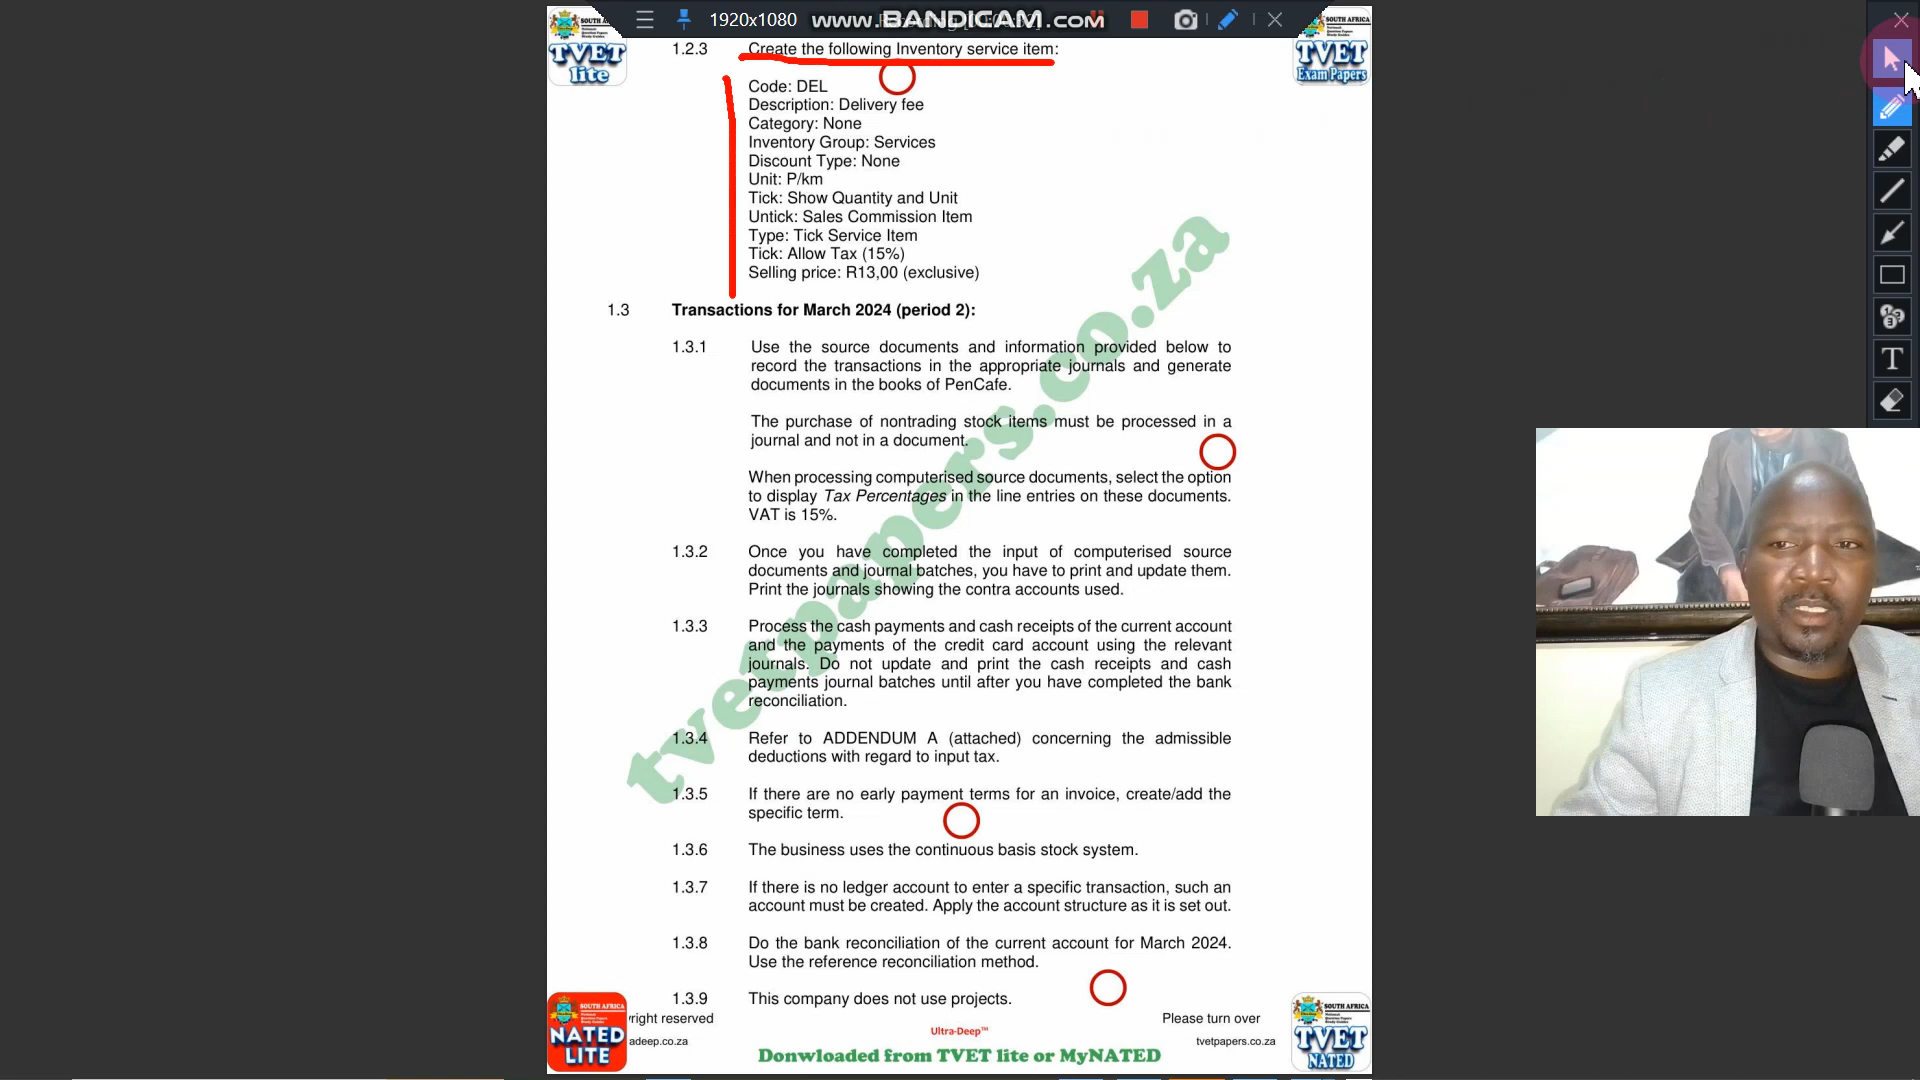 1920x1080
www.BANDICAM.com
SOUTH AFRICA
TVET
lite
SOUTH AFRICA
TVET
Exam Papers
1.2.3 Create the following Inventory service item:
Code: DEL
Description: Delivery fee
Category: None
Inventory Group: Services
Discount Type: None
Unit: P/km
Tick: Show Quantity and Unit
Untick: Sales Commission Item
Type: Tick Service Item
Tick: Allow Tax (15%)
Selling price: R13,00 (exclusive)
1.3 Transactions for March 2024 (period 2):
1.3.1 Use the source documents and information provided below to
record the transactions in the appropriate journals and generate
documents in the books of PenCafe.
The purchase of nontrading stock items must be processed in a
journal and not in a document.
When processing computerised source documents, select the option
to display Tax Percentages in the line entries on these documents.
VAT is 15%.
1.3.2 Once you have completed the input of computerised source
documents and journal batches, you have to print and update them.
Print the journals showing the contra accounts used.
1.3.3 Process the cash payments and cash receipts of the current account
and the payments of the credit card account using the relevant
journals. Do not update and print the cash receipts and cash
payments journal batches until after you have completed the bank
reconciliation.
1.3.4 Refer to ADDENDUM A (attached) concerning the admissible
deductions with regard to input tax.
1.3.5 If there are no early payment terms for an invoice, create/add the
specific term.
1.3.6 The business uses the continuous basis stock system.
1.3.7 If there is no ledger account to enter a specific transaction, such an
account must be created. Apply the account structure as it is set out.
1.3.8 Do the bank reconciliation of the current account for March 2024.
Use the reference reconciliation method.
1.3.9 This company does not use projects.
tvetpapers.co.za
right reserved
Please turn over
Ultra-Deep™
adeep.co.za
tvetpapers.co.za
Donwloaded from TVET lite or MyNATED
SOUTH AFRICA
NATED
LITE
SOUTH AFRICA
TVET
NATED
T